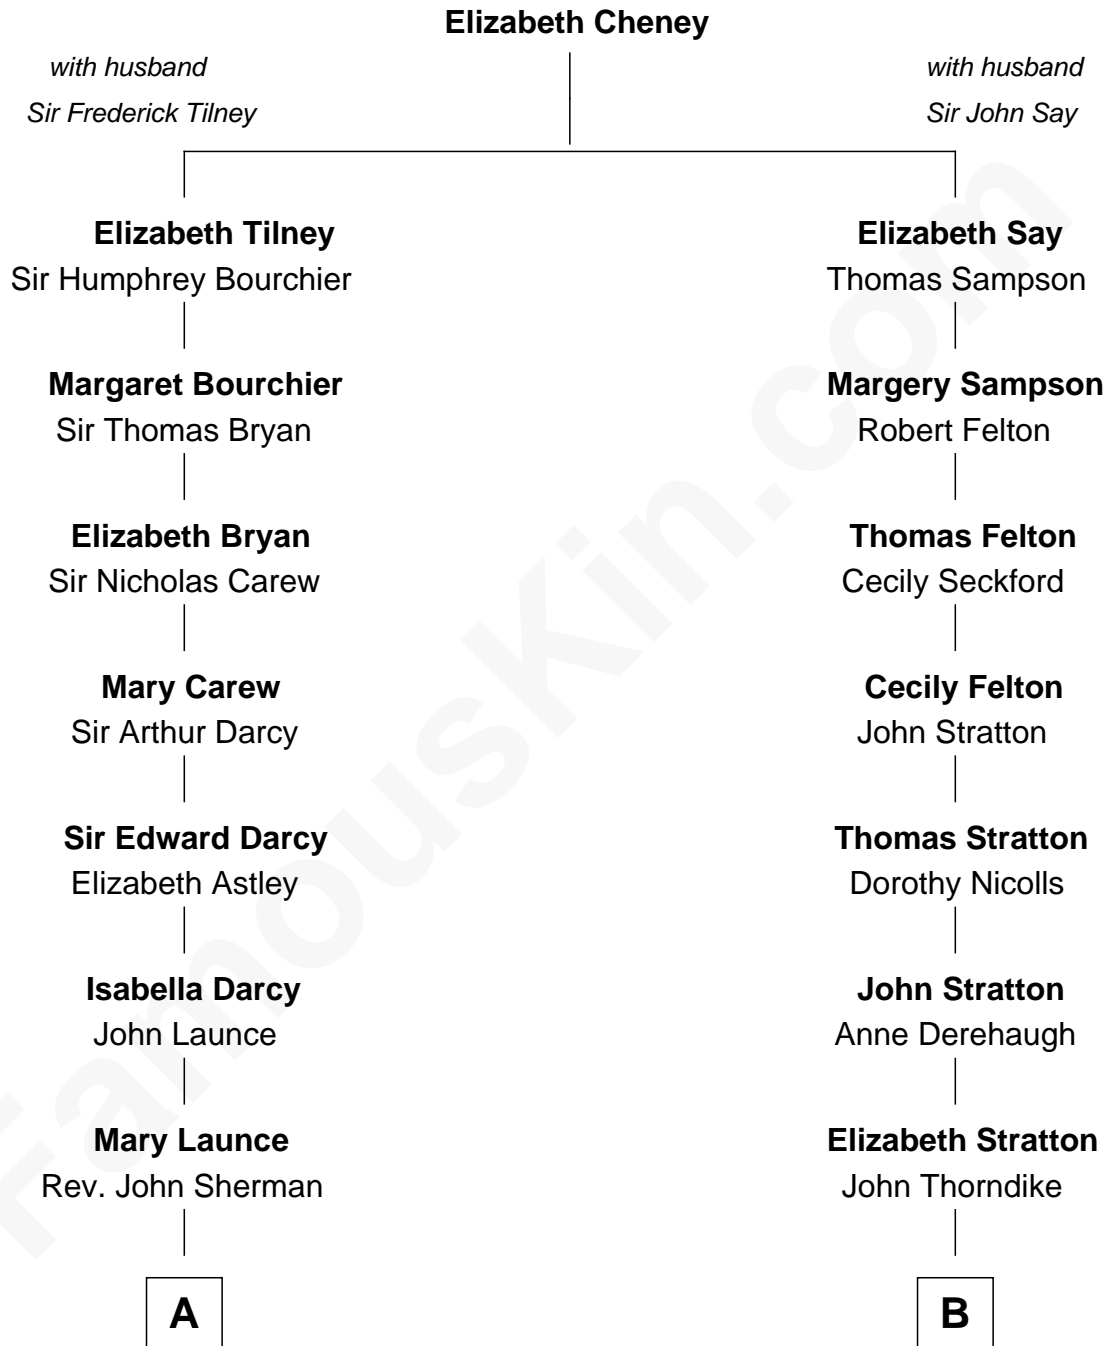 Elizabeth Cheney
with husband
Sir Frederick Tilney
with husband
Sir John Say
Elizabeth Tilney
Sir Humphrey Bourchier
Elizabeth Say
Thomas Sampson
Margaret Bourchier
Sir Thomas Bryan
Margery Sampson
Robert Felton
Elizabeth Bryan
Sir Nicholas Carew
Thomas Felton
Cecily Seckford
Mary Carew
Sir Arthur Darcy
Cecily Felton
John Stratton
Sir Edward Darcy
Elizabeth Astley
Thomas Stratton
Dorothy Nicolls
Isabella Darcy
John Launce
John Stratton
Anne Derehaugh
Mary Launce
Rev. John Sherman
Elizabeth Stratton
John Thorndike
A
B
FamousKin.com